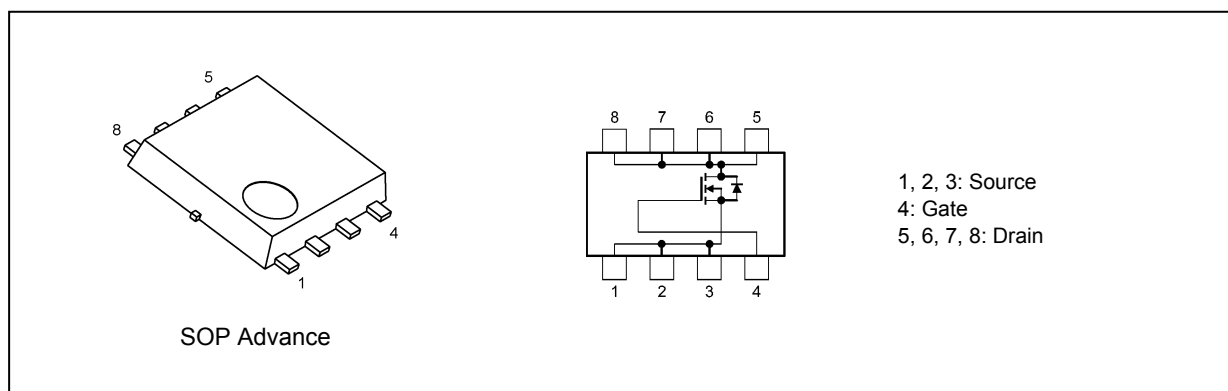 5
8
4
1
SOP Advance
8 7 6 5
1 2 3 4
1, 2, 3: Source
4: Gate
5, 6, 7, 8: Drain